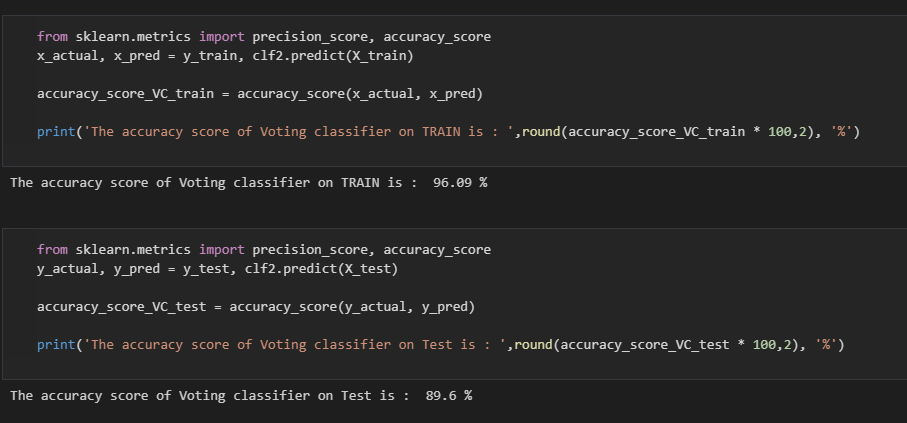 from sklearn.metrics import precision_score, accuracy_score
x_actual, x_pred = y_train, clf2.predict(X_train)
accuracy_score_VC_train = accuracy_score(x_actual, x_pred)
print('The accuracy score of Voting classifier on TRAIN is : ',round(accuracy_score_VC_train * 100,2), '%')
The accuracy score of Voting classifier on TRAIN is :  96.09 %
from sklearn.metrics import precision_score, accuracy_score
y_actual, y_pred = y_test, clf2.predict(X_test)
accuracy_score_VC_test = accuracy_score(y_actual, y_pred)
print('The accuracy score of Voting classifier on Test is : ',round(accuracy_score_VC_test * 100,2), '%')
The accuracy score of Voting classifier on Test is :  89.6 %